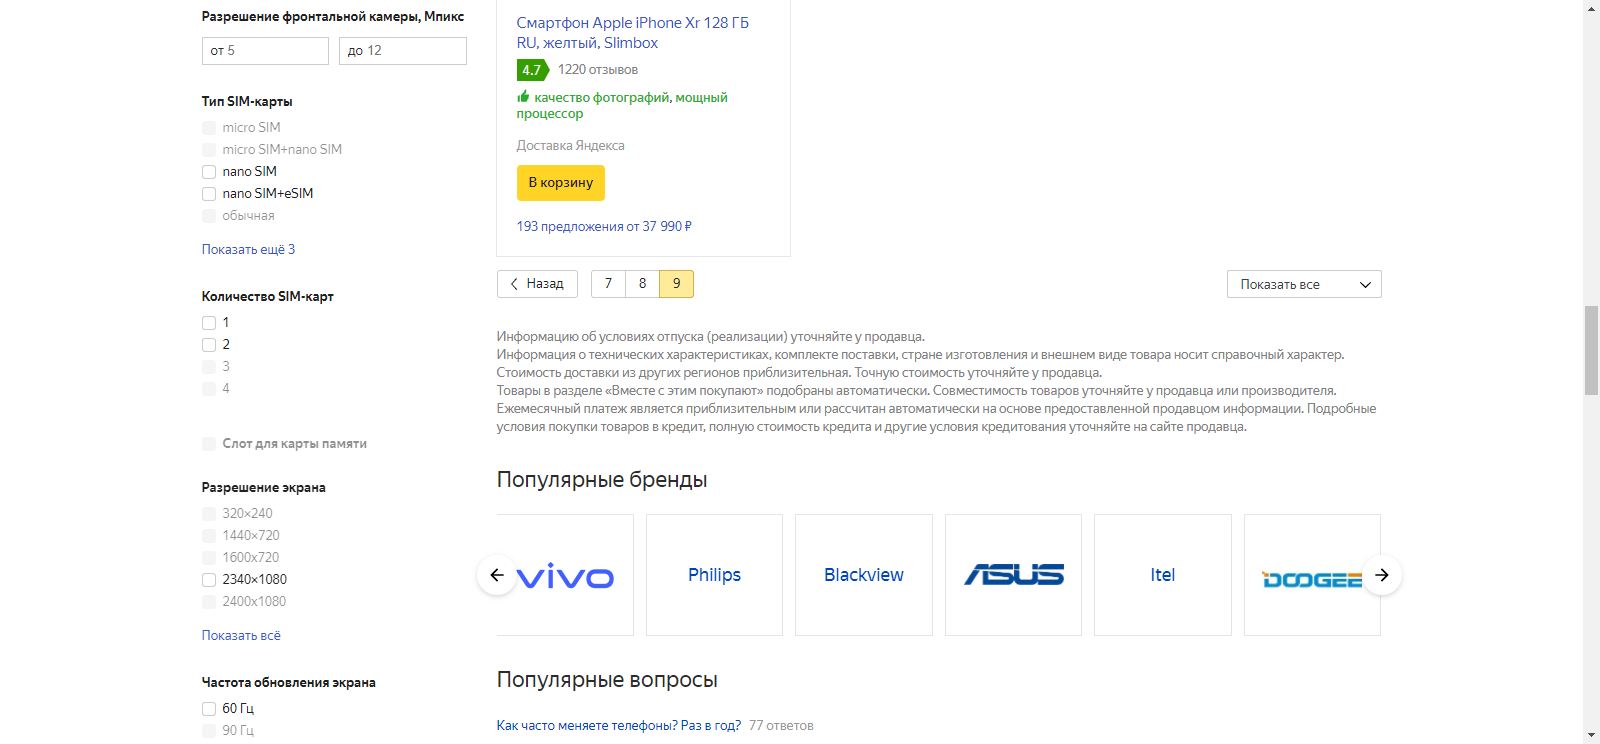 Разрешение фронтальной камеры, Мпикс
от 5
до 12
Тип SIM-карты
micro SIM
micro SIM+nano SIM
nano SIM
nano SIM+eSIM
обычная
Показать ещё 3
Количество SIM-карт
1
2
3
4
Слот для карты памяти
Разрешение экрана
320×240
1440×720
1600x720
2340×1080
2400x1080
Показать всё
Частота обновления экрана
60 Гц
90 Гц
Смартфон Apple iPhone Xr 128 ГБ
RU, желтый, Slimbox
4.7 1220 отзывов
качество фотографий, мощный
процессор
Доставка Яндекса
В корзину
193 предложения от 37 990 ₽
Назад 7 8 9
Показать все
Информацию об условиях отпуска (реализации) уточняйте у продавца.
Информация о технических характеристиках, комплекте поставки, стране изготовления и внешнем виде товара носит справочный характер.
Стоимость доставки из других регионов приблизительная. Точную стоимость уточняйте у продавца.
Товары в разделе «Вместе с этим покупают» подобраны автоматически. Совместимость товаров уточняйте у продавца или производителя.
Ежемесячный платеж является приблизительным или рассчитан автоматически на основе предоставленной продавцом информации. Подробные
условия покупки товаров в кредит, полную стоимость кредита и другие условия кредитования уточняйте на сайте продавца.
Популярные бренды
vivo Philips Blackview ASUS Itel DOOGEE
Популярные вопросы
Как часто меняете телефоны? Раз в год? 77 ответов